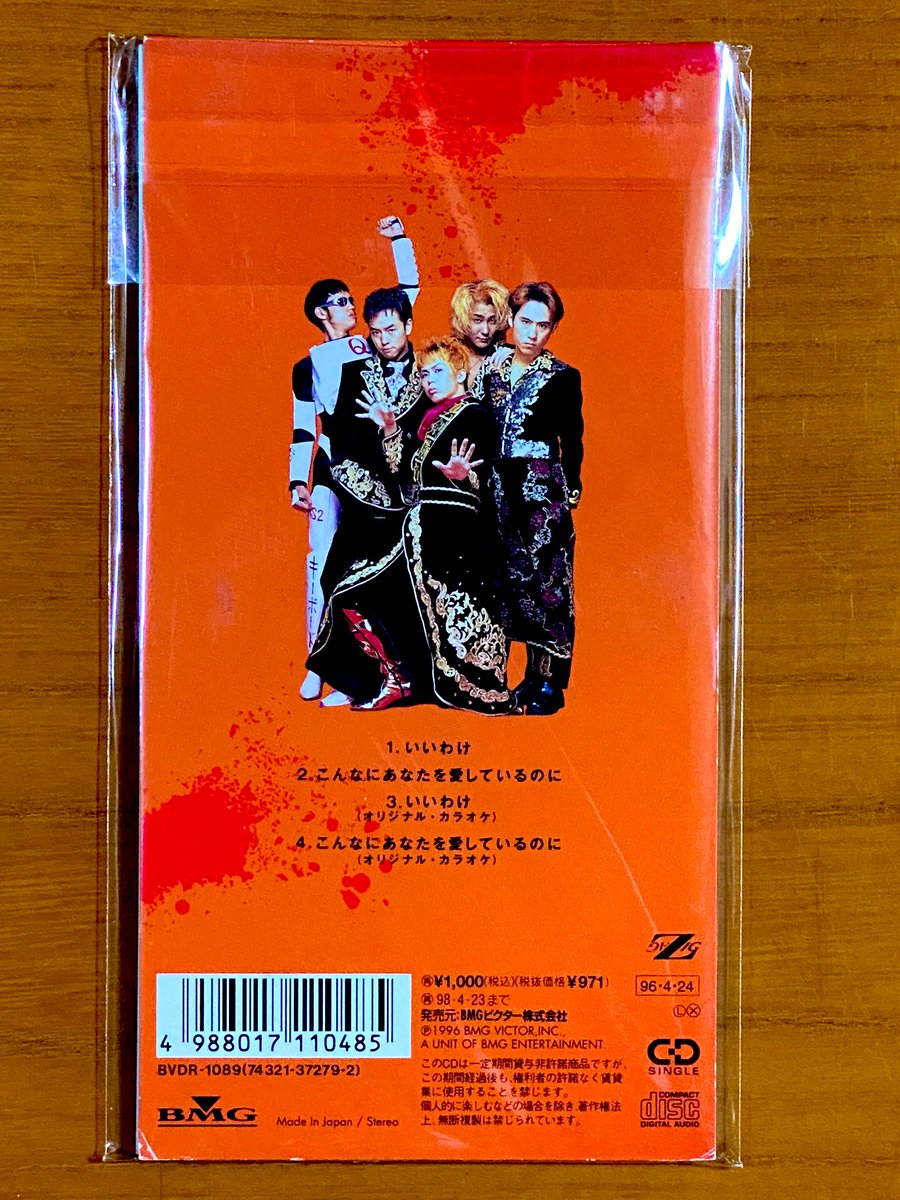 Q
S2
キーボー
1.いいわけ
2.こんなにあなたを愛しているのに
3.いいわけ
(オリジナル・カラオケ)
4.こんなにあなたを愛しているのに
(オリジナル・カラオケ)
BiZAG
4 988017 110485
BVDR-1089(74321-37279-2)
BMG
Made In Japan / Stereo
¥1,000(税込)(税抜価格¥971)
98・4・23まで
発売元:BMGビクター株式会社
Ⓟ1996 BMG VICTOR,INC.,
A UNIT OF BMG ENTERTAINMENT.
このCDは一定期間貸与非許諾商品ですが、
この期間経過後も、権利者の許諾なく賃貸
業に使用することを禁じます。
個人的に楽しむなどの場合を除き、著作権法
上、無断複製は禁じられています。
96・4・24
ⓁⓍ
CD
SINGLE
COMPACT
disc
DIGITAL AUDIO